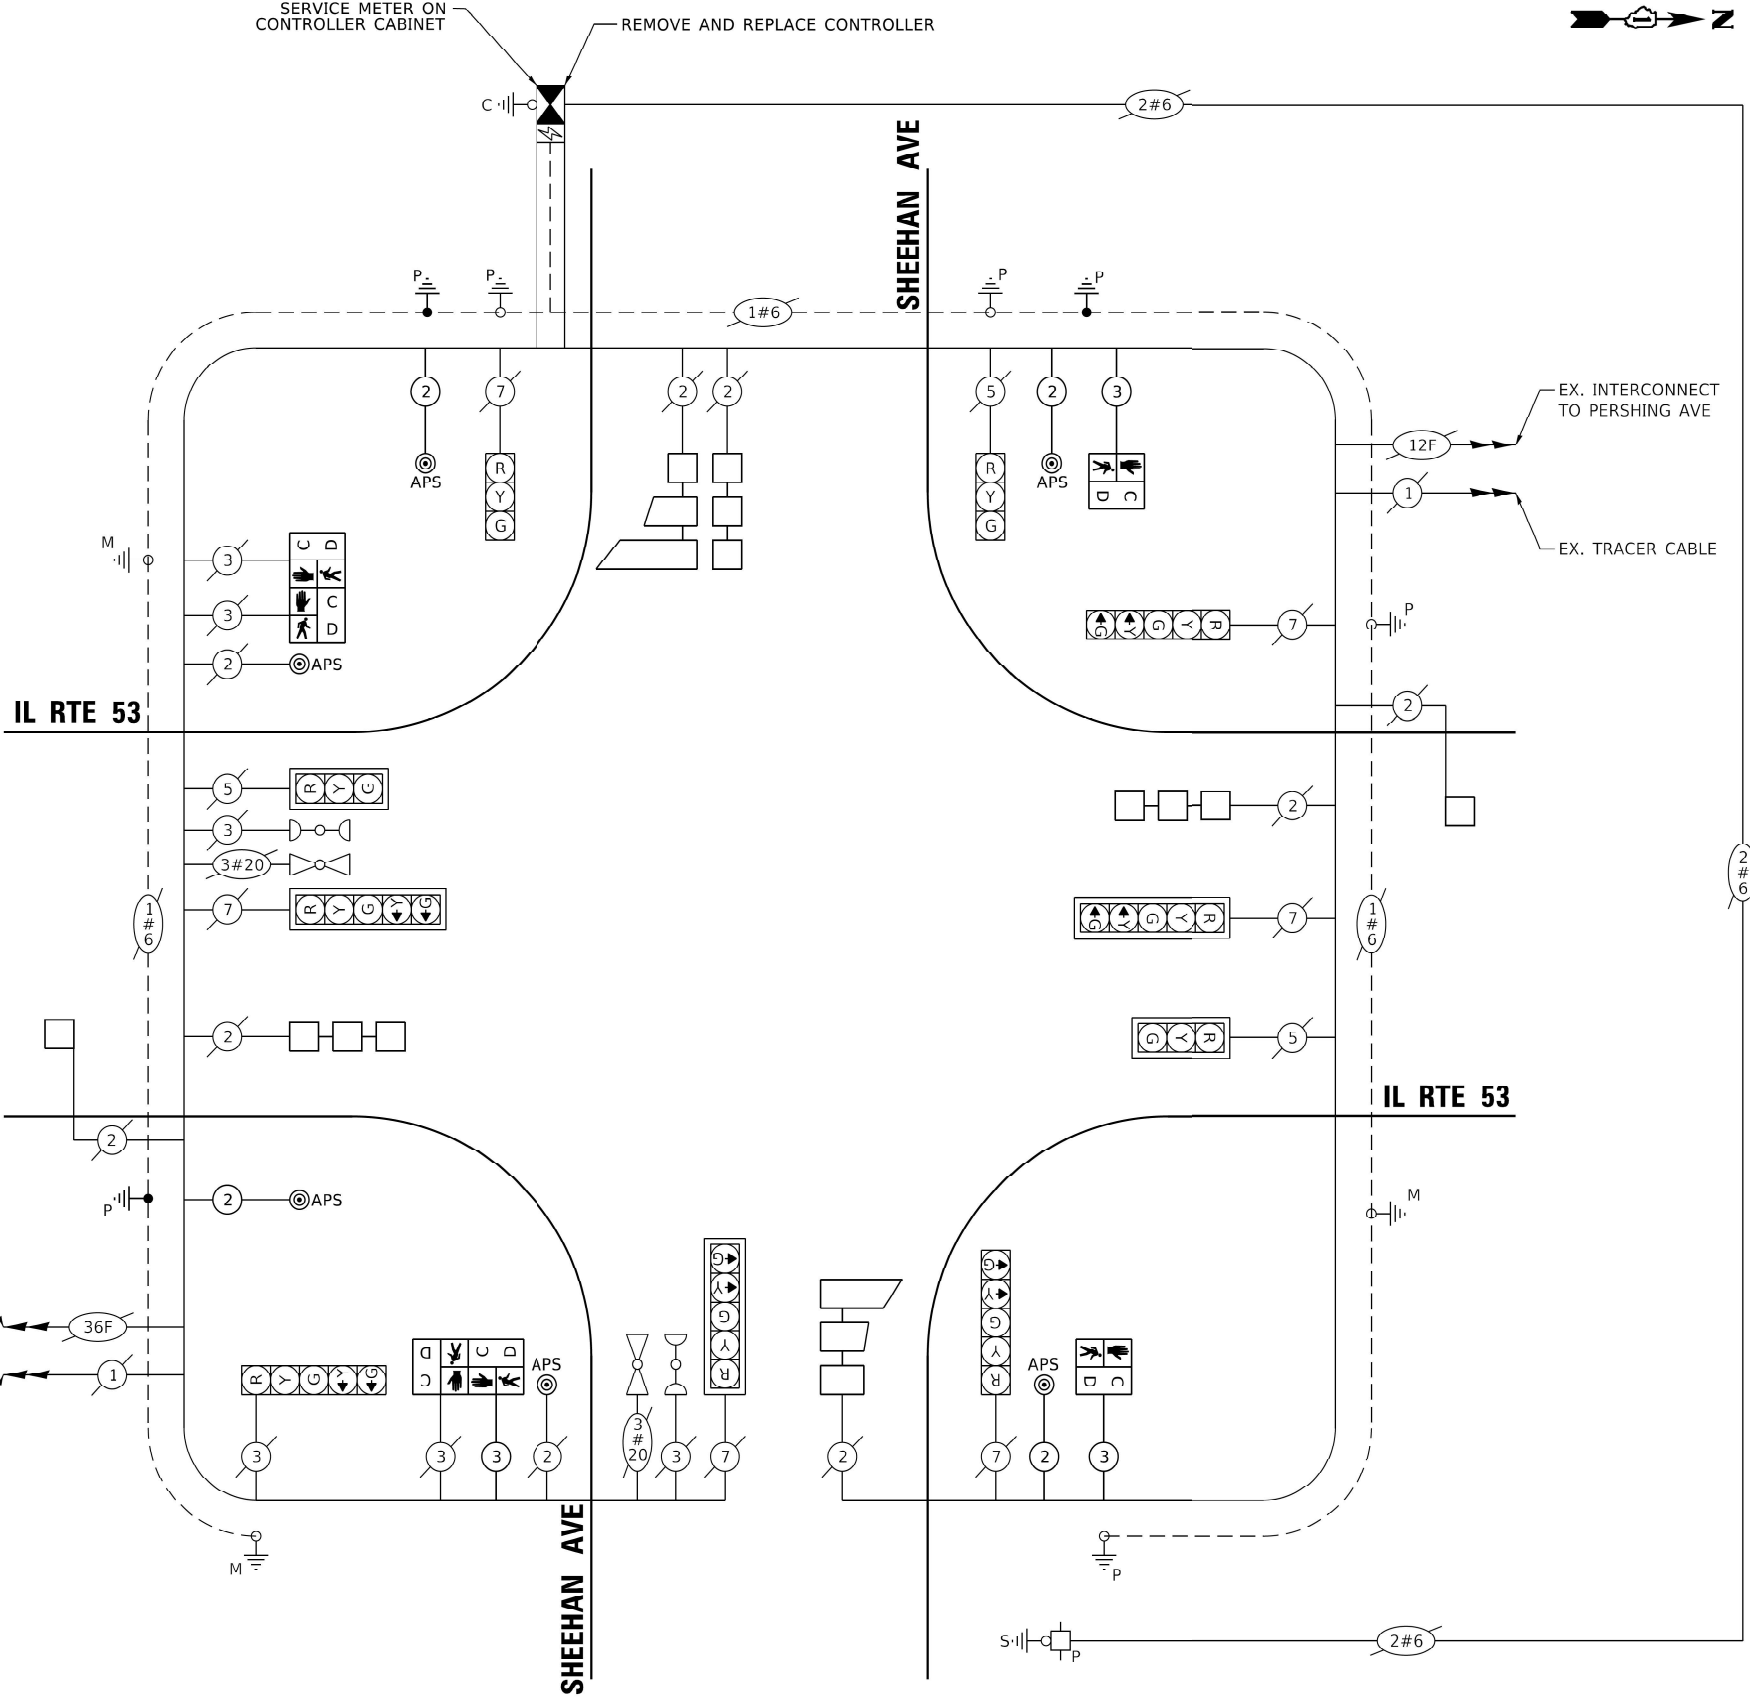 SERVICE METER ON
CONTROLLER CABINET
REMOVE AND REPLACE CONTROLLER
N
1
C
2#6
SHEEHAN AVE
P
P
P
P
1#6
2
7
2
2
5
2
3
EX. INTERCONNECT
TO PERSHING AVE
12F
APS
R
Y
G
R
Y
G
APS
D C
1
M
3
C D
EX. TRACER CABLE
3
C
D
G Y G Y R
7
P
2
APS
IL RTE 53
2
5
R Y G
2
3
3#20
2
#
6
7
R Y G Y G
G Y G Y R
7
1
#
6
1
#
6
2
G Y R
5
IL RTE 53
2
P
2
APS
M
G
Y
G
Y
R
G
Y
G
Y
R
36F
1
R Y G Y G
D C D
C
APS
APS
D C
3
3
3
2
3
#
20
3
7
2
7
2
3
SHEEHAN AVE
M
P
S
P
2#6